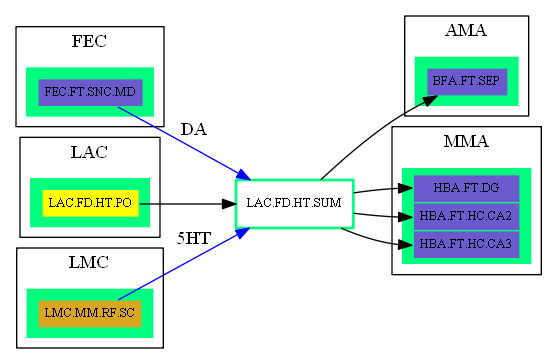 FEC
FEC.FT.SNC.MD
DA
LAC
LAC.FD.HT.PO
LMC
5HT
LMC.MM.RF.SC
LAC.FD.HT.SUM
AMA
BFA.FT.SEP
MMA
HBA.FT.DG
HBA.FT.HC.CA2
HBA.FT.HC.CA3